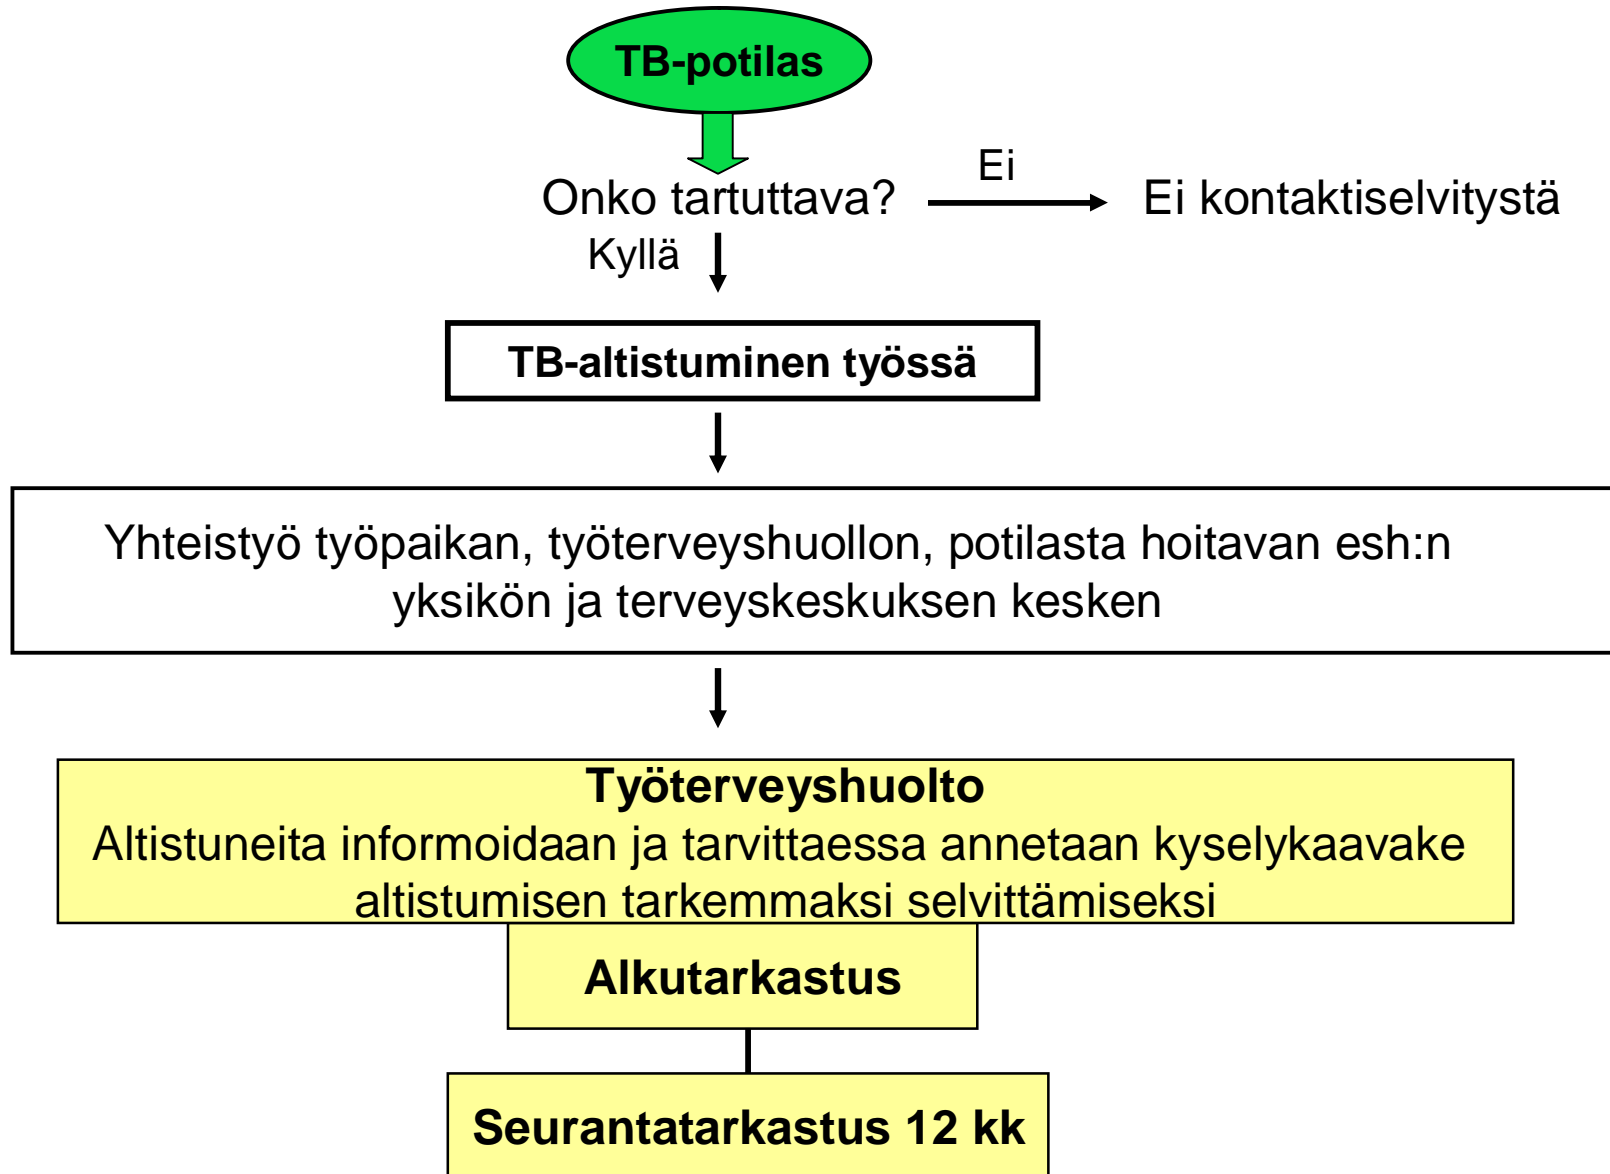 TB-potilas
Onko tartuttava?
Ei
Ei kontaktiselvitystä
Kyllä
TB-altistuminen työssä
Yhteistyö työpaikan, työterveyshuollon, potilasta hoitavan esh:n
yksikön ja terveyskeskuksen kesken
Työterveyshuolto
Altistuneita informoidaan ja tarvittaessa annetaan kyselykaavake
altistumisen tarkemmaksi selvittämiseksi
Alkutarkastus
Seurantatarkastus 12 kk